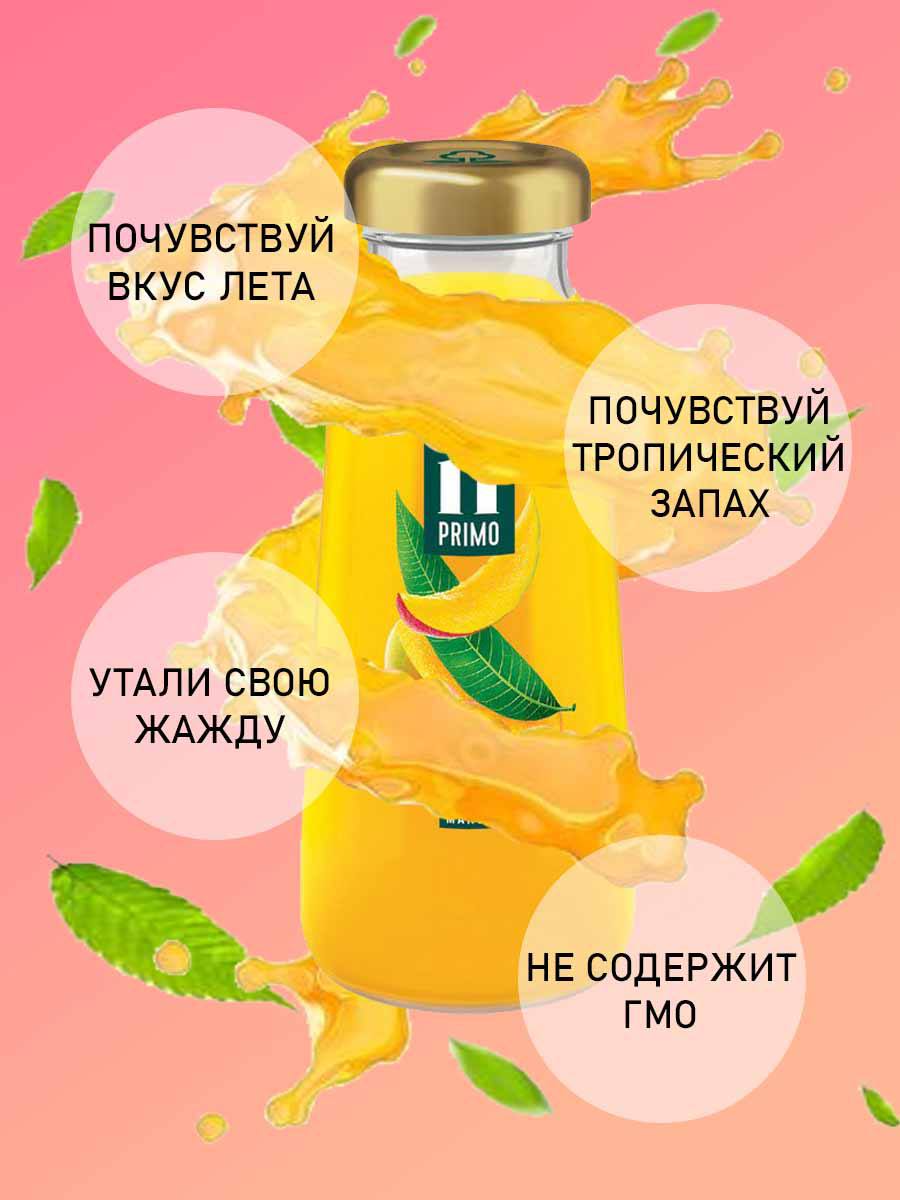 ПОЧУВСТВУЙ
ВКУС ЛЕТА
ПОЧУВСТВУЙ
ТРОПИЧЕСКИЙ
ЗАПАХ
PRIMO
УТАЛИ СВОЮ
ЖАЖДУ
НЕ СОДЕРЖИТ
ГМО